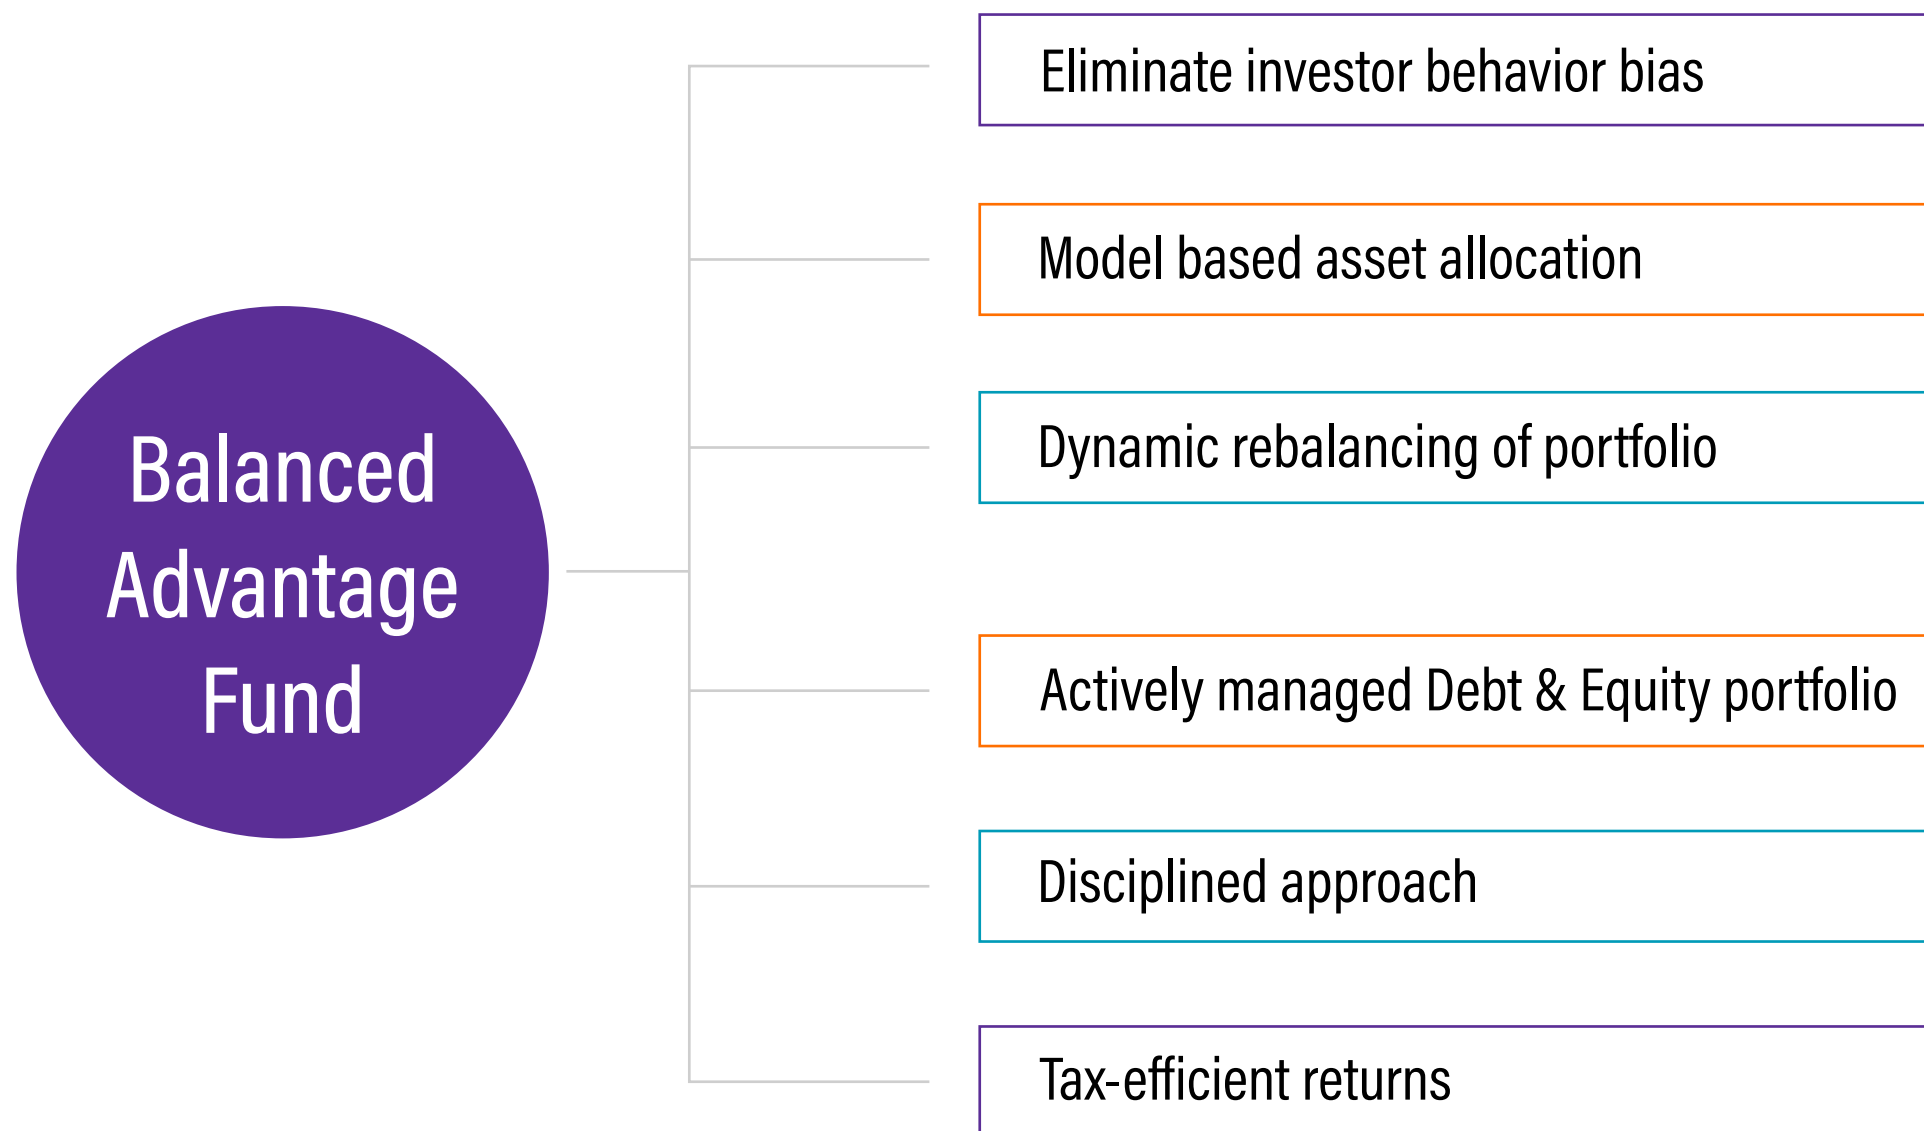 Balanced
Advantage
Fund
Eliminate investor behavior bias
Model based asset allocation
Dynamic rebalancing of portfolio
Actively managed Debt & Equity portfolio
Disciplined approach
Tax-efficient returns